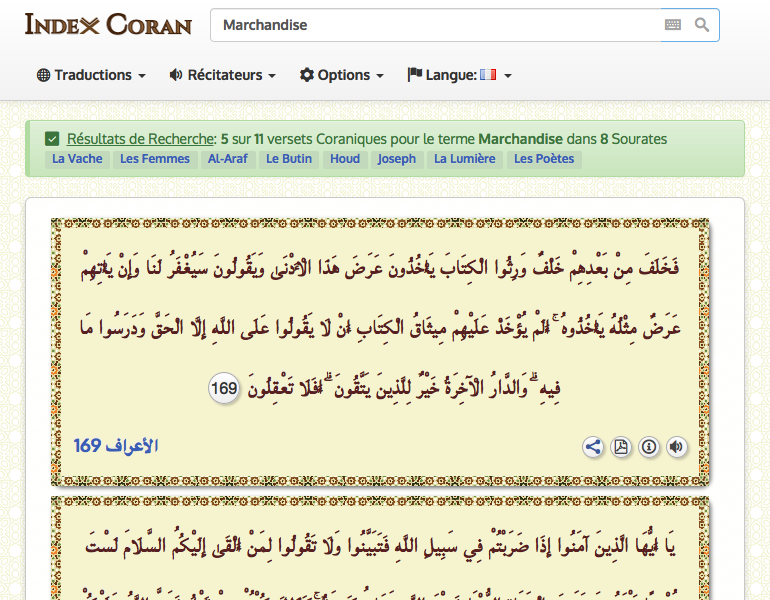 INDEX CORAN
Marchandise
Traductions Récitateurs Options Langue:
Résultats de Recherche: 5 sur 11 versets Coraniques pour le terme Marchandise dans 8 Sourates
La Vache Les Femmes Al-Araf Le Butin Houd Joseph La Lumière Les Poètes
فَخَلَفَ مِنْ بَعْدِهِمْ خَلْفٌ وَرِثُوا الْكِتَابَ يَأْخُذُونَ عَرَضَ هَذَا الْأَدْنَىٰ وَيَقُولُونَ سَيُغْفَرُ لَنَا وَإِنْ يَأْتِهِمْ
عَرَضٌ مِثْلُهُ يَأْخُذُوهُ ۚ أَلَمْ يُؤْخَذْ عَلَيْهِمْ مِيثَاقُ الْكِتَابِ أَنْ لَا يَقُولُوا عَلَى اللَّهِ إِلَّا الْحَقَّ وَدَرَسُوا مَا
فِيهِ ۗ وَالدَّارُ الْآخِرَةُ خَيْرٌ لِلَّذِينَ يَتَّقُونَ ۗ أَفَلَا تَعْقِلُونَ 169
الأعراف 169
يَا أَيُّهَا الَّذِينَ آمَنُوا إِذَا ضَرَبْتُمْ فِي سَبِيلِ اللَّهِ فَتَبَيَّنُوا وَلَا تَقُولُوا لِمَنْ أَلْقَىٰ إِلَيْكُمُ السَّلَامَ لَسْتَ